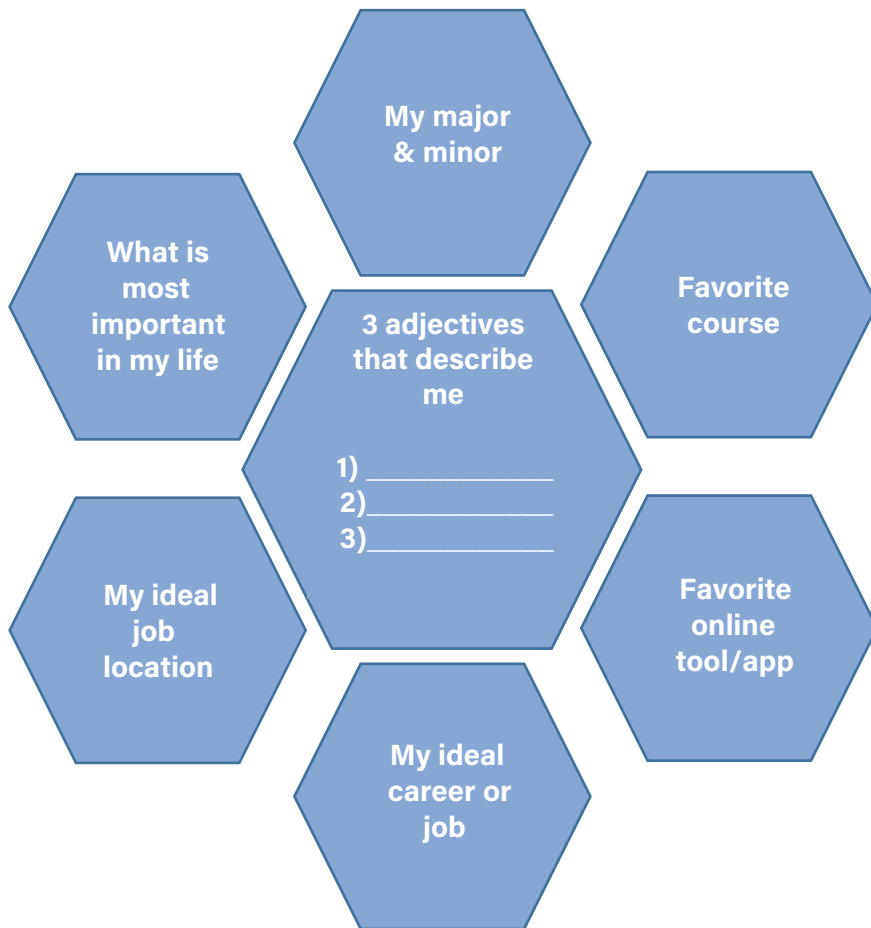 My major
& minor
What is
most
important
in my life
Favorite
course
3 adjectives
that describe
me
1) ______________
2)______________
3)______________
My ideal
job
location
Favorite
online
tool/app
My ideal
career or
job